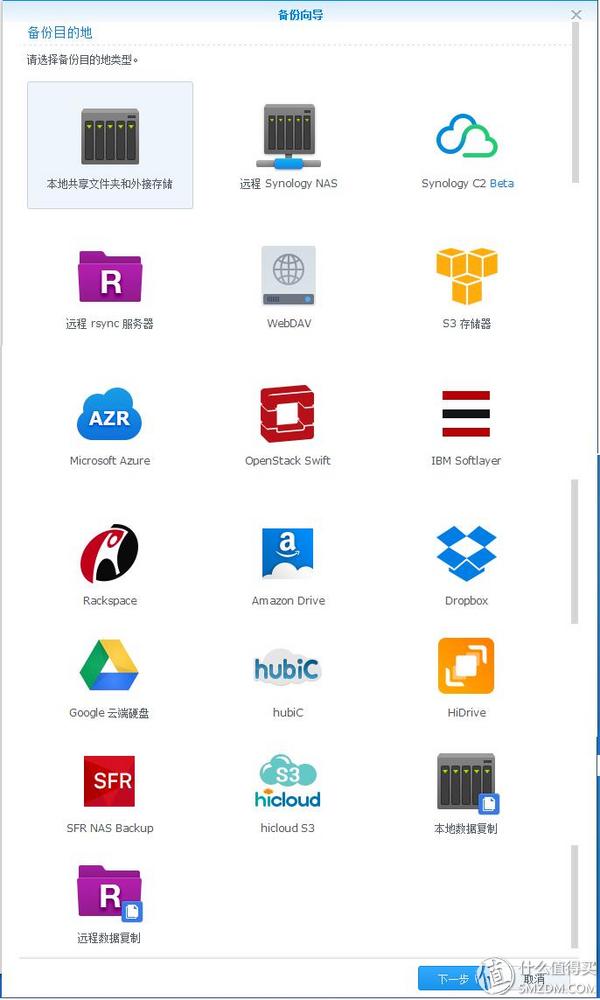 备份向导
备份目的地
请选择备份目的地类型。
本地共享文件夹和外接存储
远程 Synology NAS
Synology C2 Beta
R
远程 rsync 服务器
WebDAV
S3 存储器
AZR
Microsoft Azure
OpenStack Swift
IBM Softlayer
Rackspace
a
Amazon Drive
Dropbox
Google 云端硬盘
hubiC
hubiC
HiDrive
SFR
SFR NAS Backup
S3
hicloud
hicloud S3
本地数据复制
R
远程数据复制
下一步
取消
值 什么值得买
SMZDM.COM